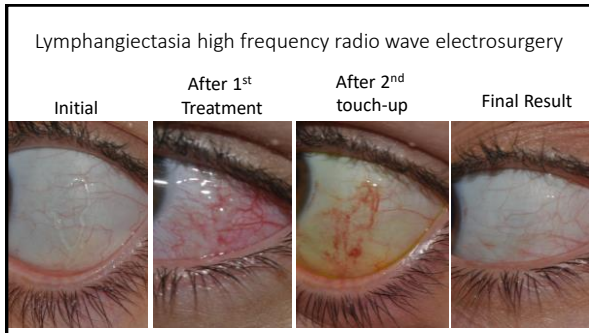 Lymphangiectasia high frequency radio wave electrosurgery
Initial
After 1st
Treatment
After 2nd
touch-up
Final Result